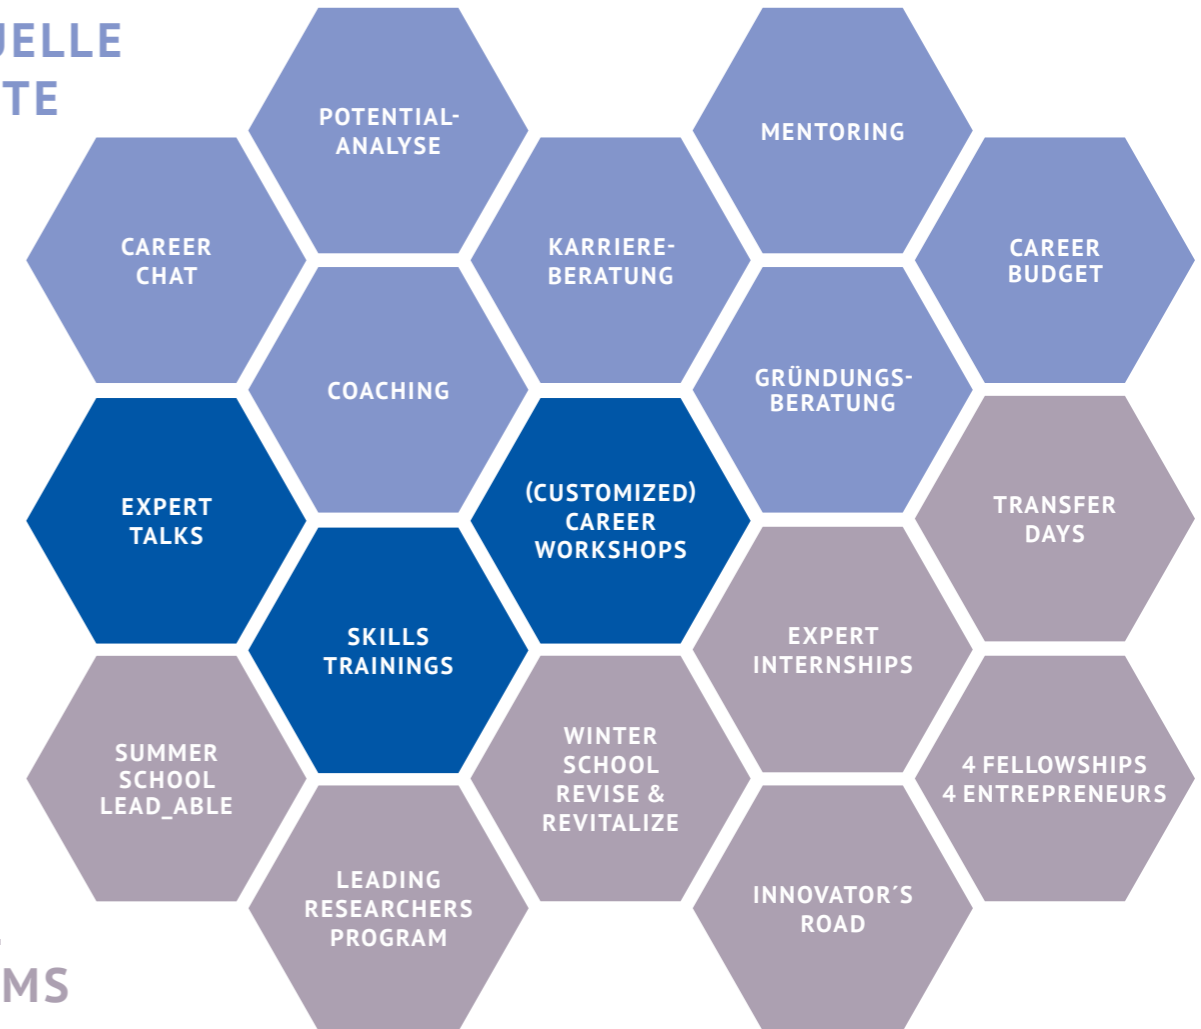 UELLE
TE
POTENTIAL-
ANALYSE
MENTORING
CAREER
CHAT
KARRIERE-
BERATUNG
CAREER
BUDGET
COACHING
GRÜNDUNGS-
BERATUNG
EXPERT
TALKS
(CUSTOMIZED)
CAREER
WORKSHOPS
TRANSFER
DAYS
SKILLS
TRAININGS
EXPERT
INTERNSHIPS
SUMMER
SCHOOL
LEAD_ABLE
WINTER
SCHOOL
REVISE &
REVITALIZE
4 FELLOWSHIPS
4 ENTREPRENEURS
LEADING
RESEARCHERS
PROGRAM
INNOVATOR´S
ROAD
MS